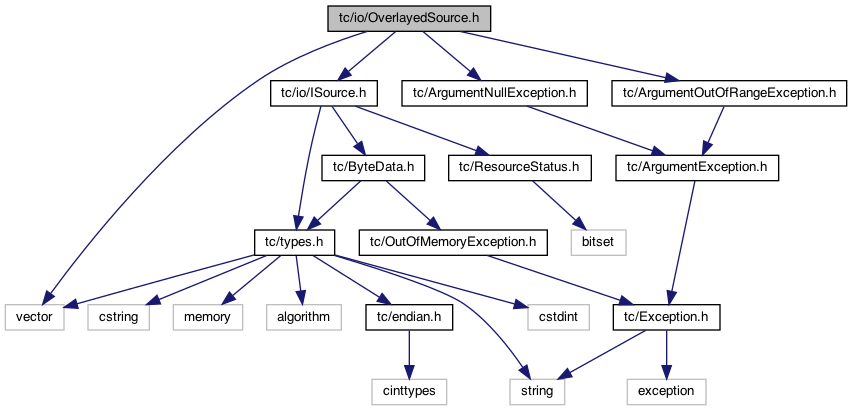 tc/io/OverlayedSource.h
tc/io/ISource.h
tc/ArgumentNullException.h
tc/ArgumentOutOfRangeException.h
tc/ByteData.h
tc/ResourceStatus.h
tc/ArgumentException.h
tc/types.h
tc/OutOfMemoryException.h
bitset
vector
cstring
memory
algorithm
tc/endian.h
cstdint
tc/Exception.h
cinttypes
string
exception